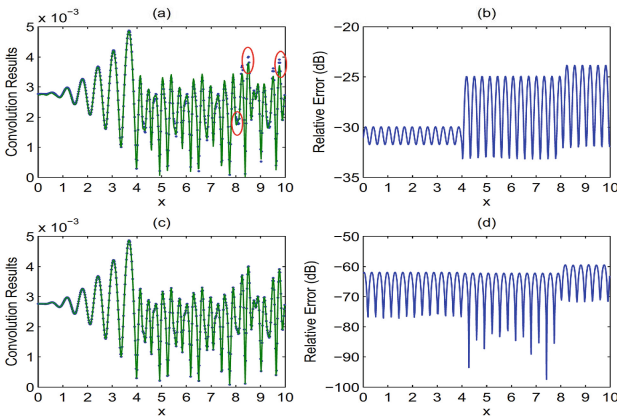 (a)
5 × 10⁻³
4
3
2
1
0
0 1 2 3 4 5 6 7 8 9 10
x
Convolution Results
(b)
−20
−25
−30
−35
0 1 2 3 4 5 6 7 8 9 10
x
Relative Error (dB)
(c)
5 × 10⁻³
4
3
2
1
0
0 1 2 3 4 5 6 7 8 9 10
x
Convolution Results
(d)
−50
−60
−70
−80
−90
−100
0 1 2 3 4 5 6 7 8 9 10
x
Relative Error (dB)